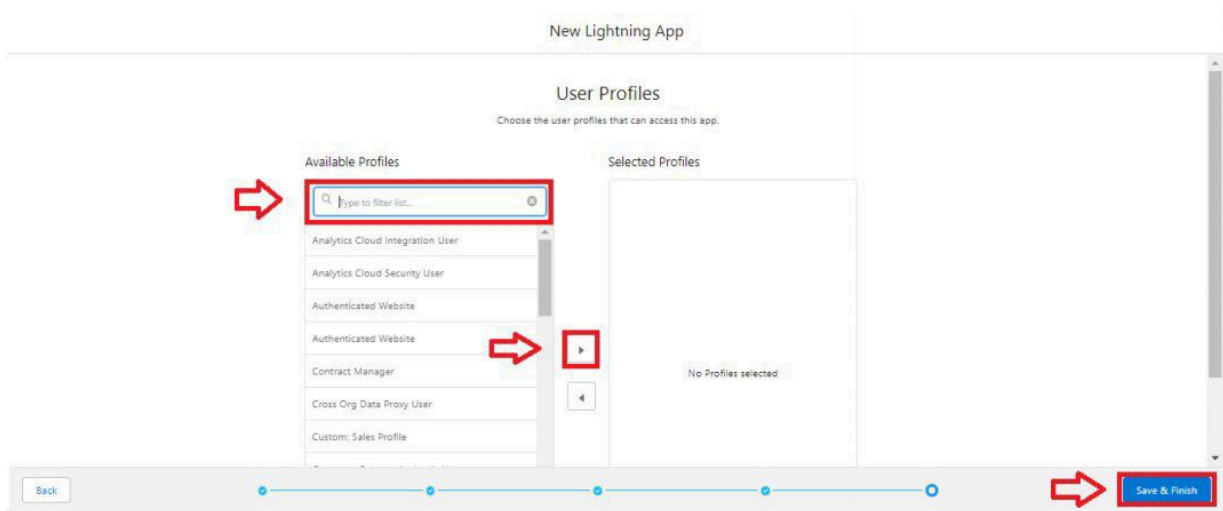 New Lightning App
User Profiles
Choose the user profiles that can access this app.
Available Profiles
Selected Profiles
Type to filter list...
Analytics Cloud Integration User
Analytics Cloud Security User
Authenticated Website
Authenticated Website
Contract Manager
Cross Org Data Proxy User
Custom: Sales Profile
No Profiles selected
Back
Save & Finish